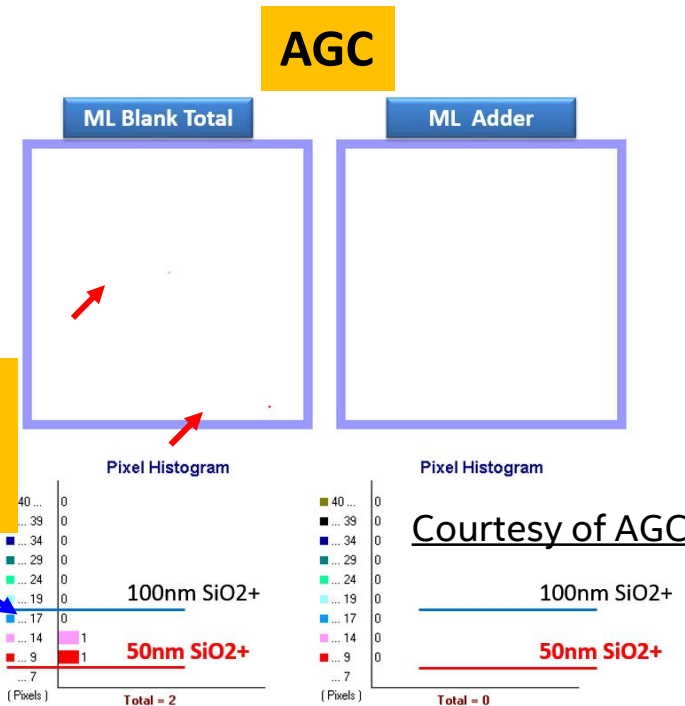 AGC
ML Blank Total
ML Adder
Pixel Histogram
40 ... 0
... 39 0
... 34 0
... 29 0
... 24 0
... 19 0
... 17 0
... 14 1
... 9 1
... 7
( Pixels )
100nm SiO2+
50nm SiO2+
Total = 2
Pixel Histogram
40 ... 0
... 39 0
... 34 0
... 29 0
... 24 0
... 19 0
... 17 0
... 14 0
... 9 0
... 7
( Pixels )
Courtesy of AGC
100nm SiO2+
50nm SiO2+
Total = 0